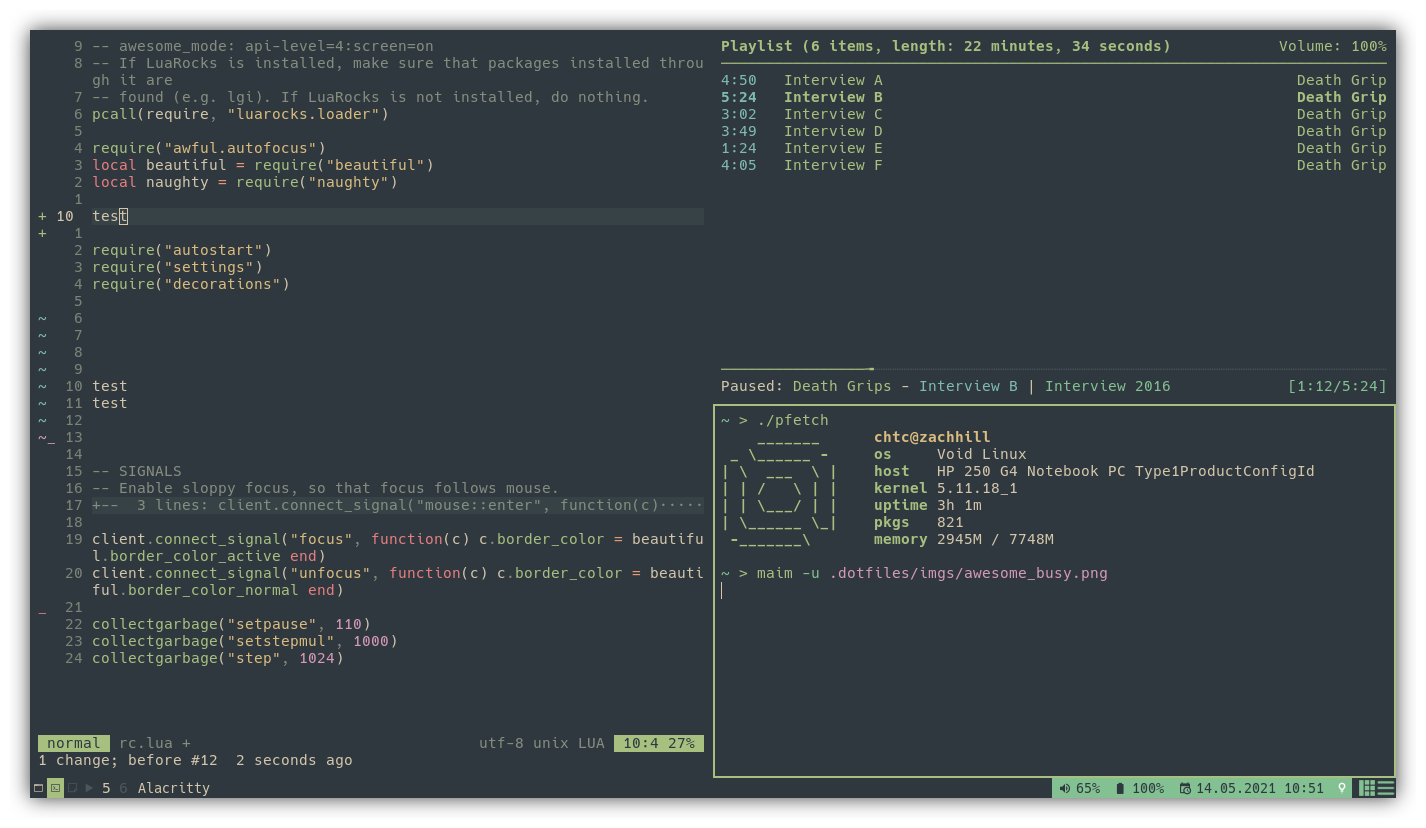 9 -- awesome_mode: api-level=4:screen=on
8 -- If LuaRocks is installed, make sure that packages installed throu
gh it are
7 -- found (e.g. lgi). If LuaRocks is not installed, do nothing.
6 pcall(require, "luarocks.loader")
5
4 require("awful.autofocus")
3 local beautiful = require("beautiful")
2 local naughty = require("naughty")
1
+ 10 test
+ 1
2 require("autostart")
3 require("settings")
4 require("decorations")
5
~ 6
~ 7
~ 8
~ 9
~ 10 test
~ 11 test
~ 12
~_ 13
14
15 -- SIGNALS
16 -- Enable sloppy focus, so that focus follows mouse.
17 +-- 3 lines: client.connect_signal("mouse::enter", function(c)·····
18
19 client.connect_signal("focus", function(c) c.border_color = beautifu
l.border_color_active end)
20 client.connect_signal("unfocus", function(c) c.border_color = beauti
ful.border_color_normal end)
_ 21
22 collectgarbage("setpause", 110)
23 collectgarbage("setstepmul", 1000)
24 collectgarbage("step", 1024)
normal rc.lua + utf-8 unix LUA 10:4 27%
1 change; before #12 2 seconds ago
Playlist (6 items, length: 22 minutes, 34 seconds) Volume: 100%
4:50 Interview A Death Grip
5:24 Interview B Death Grip
3:02 Interview C Death Grip
3:49 Interview D Death Grip
1:24 Interview E Death Grip
4:05 Interview F Death Grip
Paused: Death Grips - Interview B | Interview 2016 [1:12/5:24]
~ > ./pfetch
chtc@zachhill
os Void Linux
host HP 250 G4 Notebook PC Type1ProductConfigId
kernel 5.11.18_1
uptime 3h 1m
pkgs 821
memory 2945M / 7748M
~ > maim -u .dotfiles/imgs/awesome_busy.png
5 6 Alacritty 65% 100% 14.05.2021 10:51